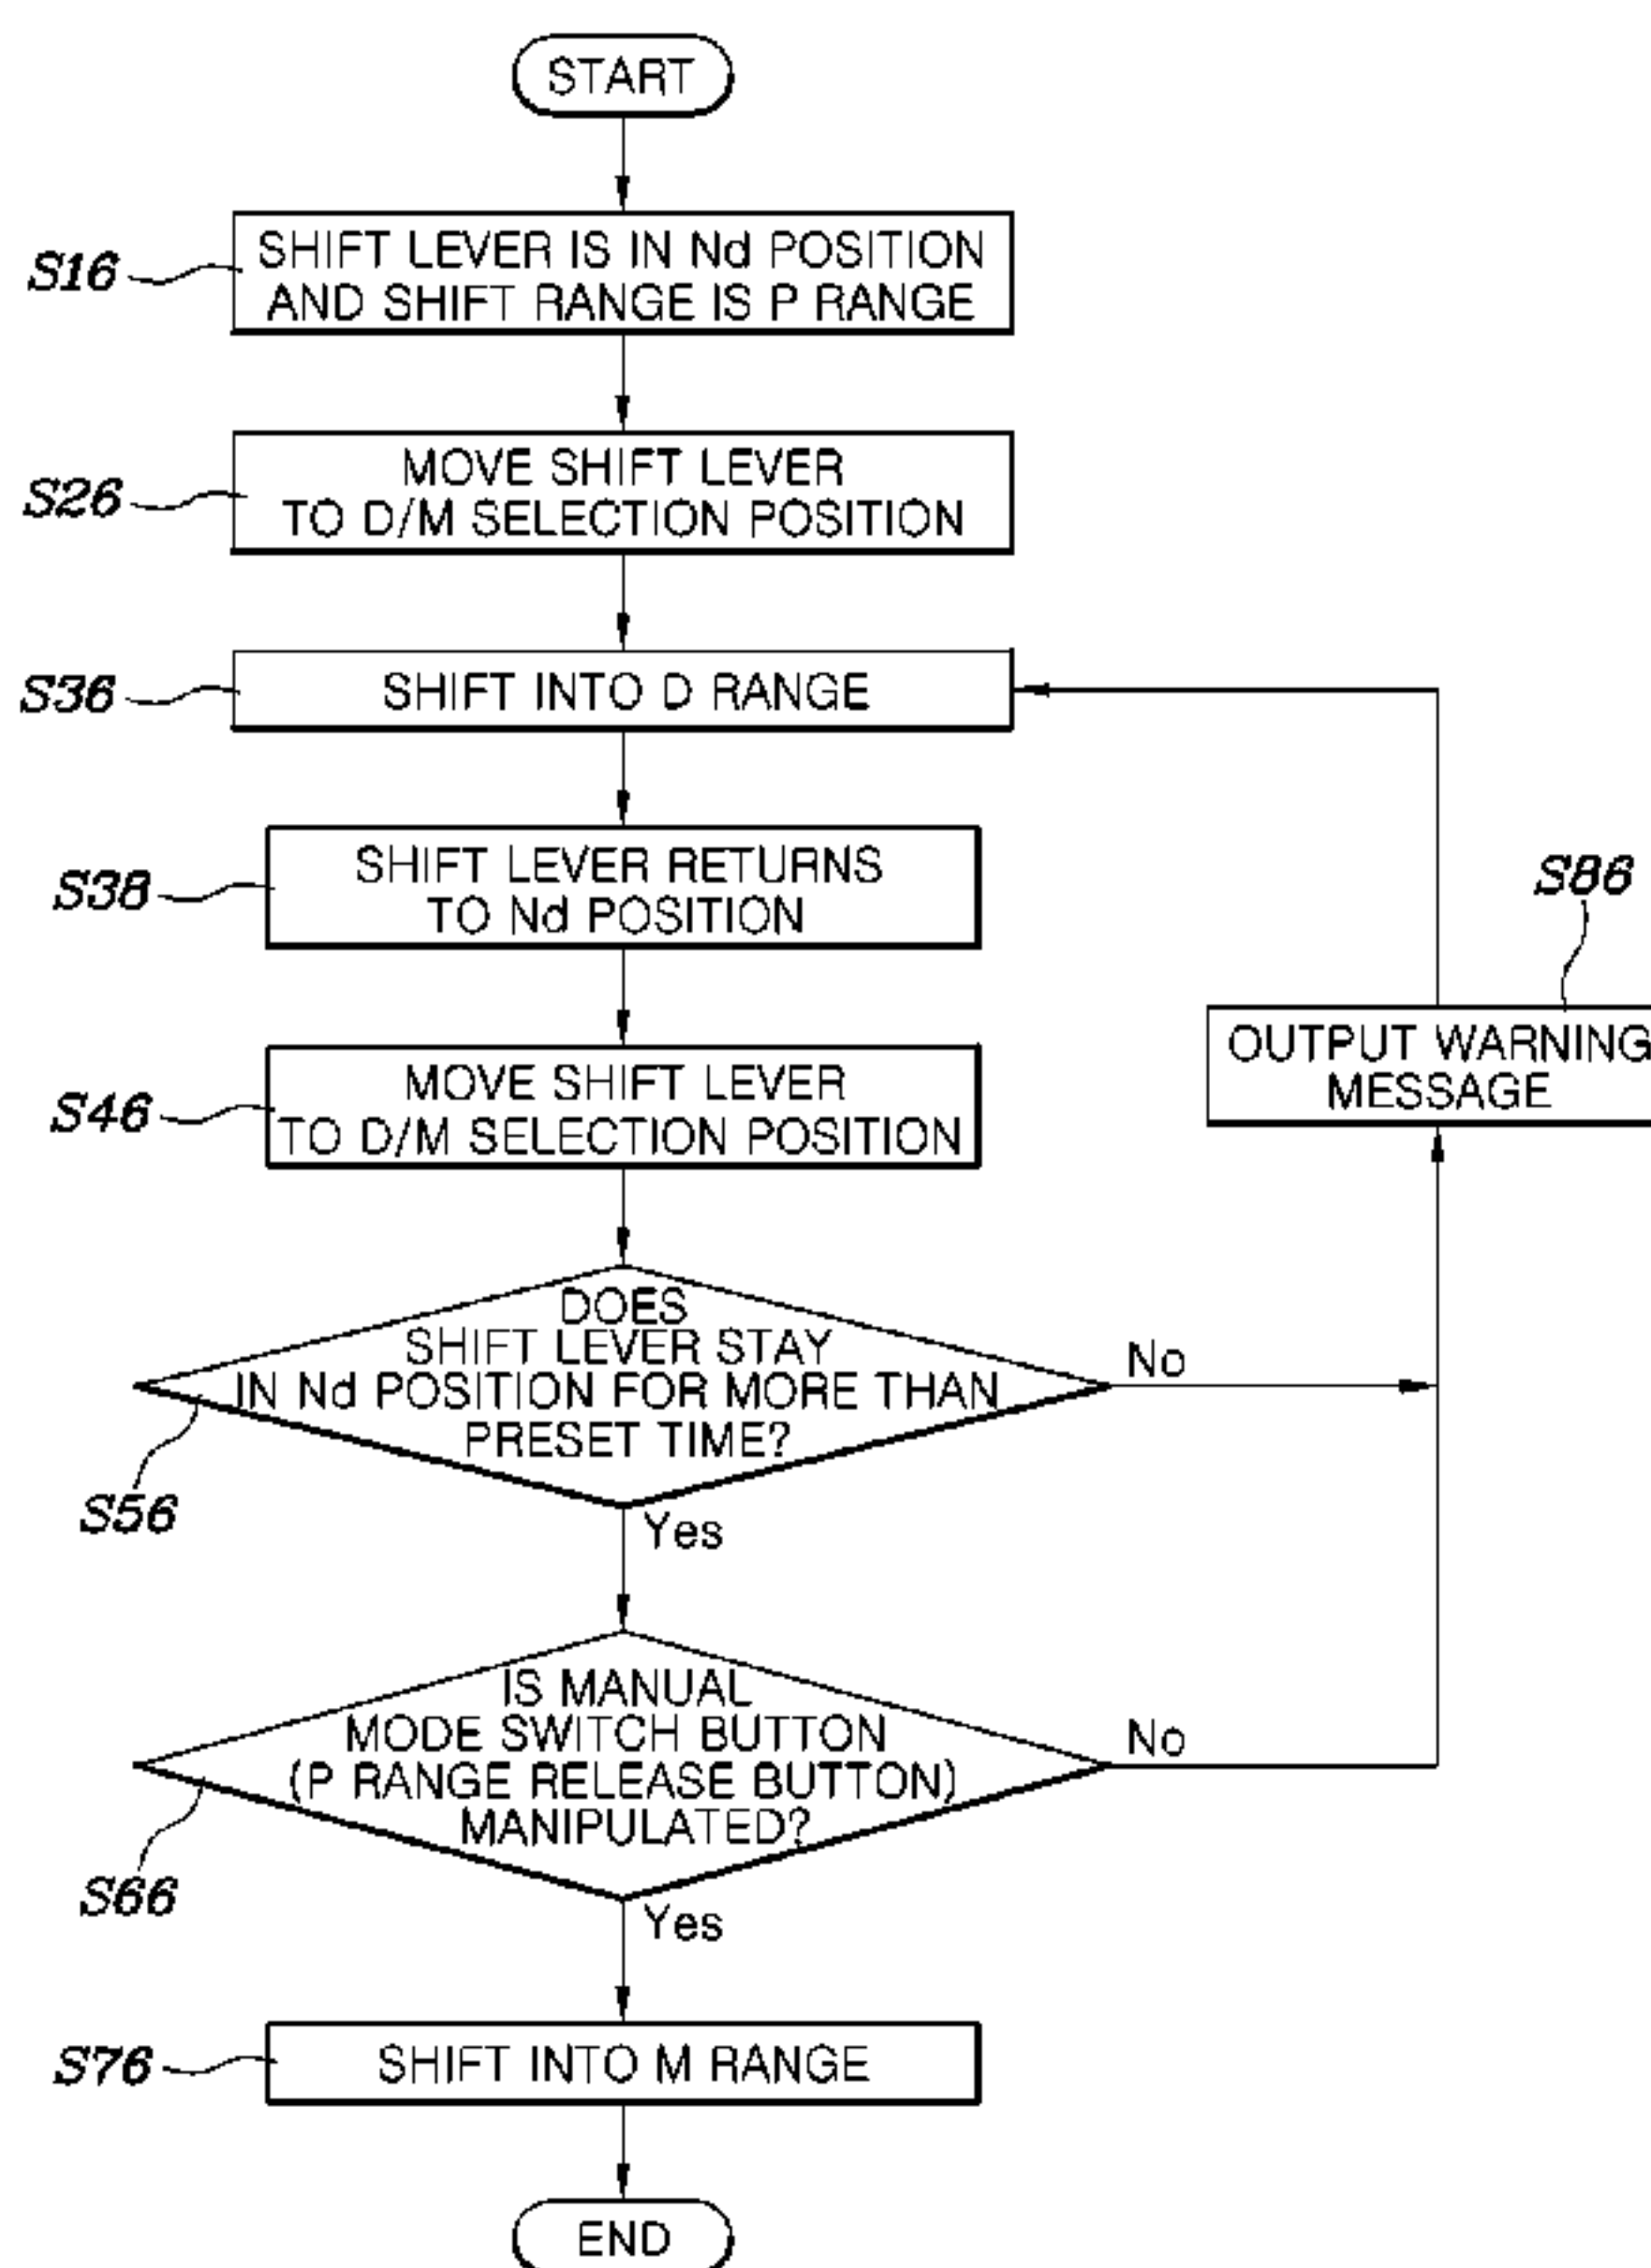 START
S16
SHIFT LEVER IS IN Nd POSITION
AND SHIFT RANGE IS P RANGE
S26
MOVE SHIFT LEVER
TO D/M SELECTION POSITION
S36
SHIFT INTO D RANGE
S38
SHIFT LEVER RETURNS
TO Nd POSITION
S86
OUTPUT WARNING
MESSAGE
S46
MOVE SHIFT LEVER
TO D/M SELECTION POSITION
DOES
SHIFT LEVER STAY
IN Nd POSITION FOR MORE THAN
PRESET TIME?
No
S56
Yes
IS MANUAL
MODE SWITCH BUTTON
(P RANGE RELEASE BUTTON)
MANIPULATED?
No
S66
Yes
S76
SHIFT INTO M RANGE
END